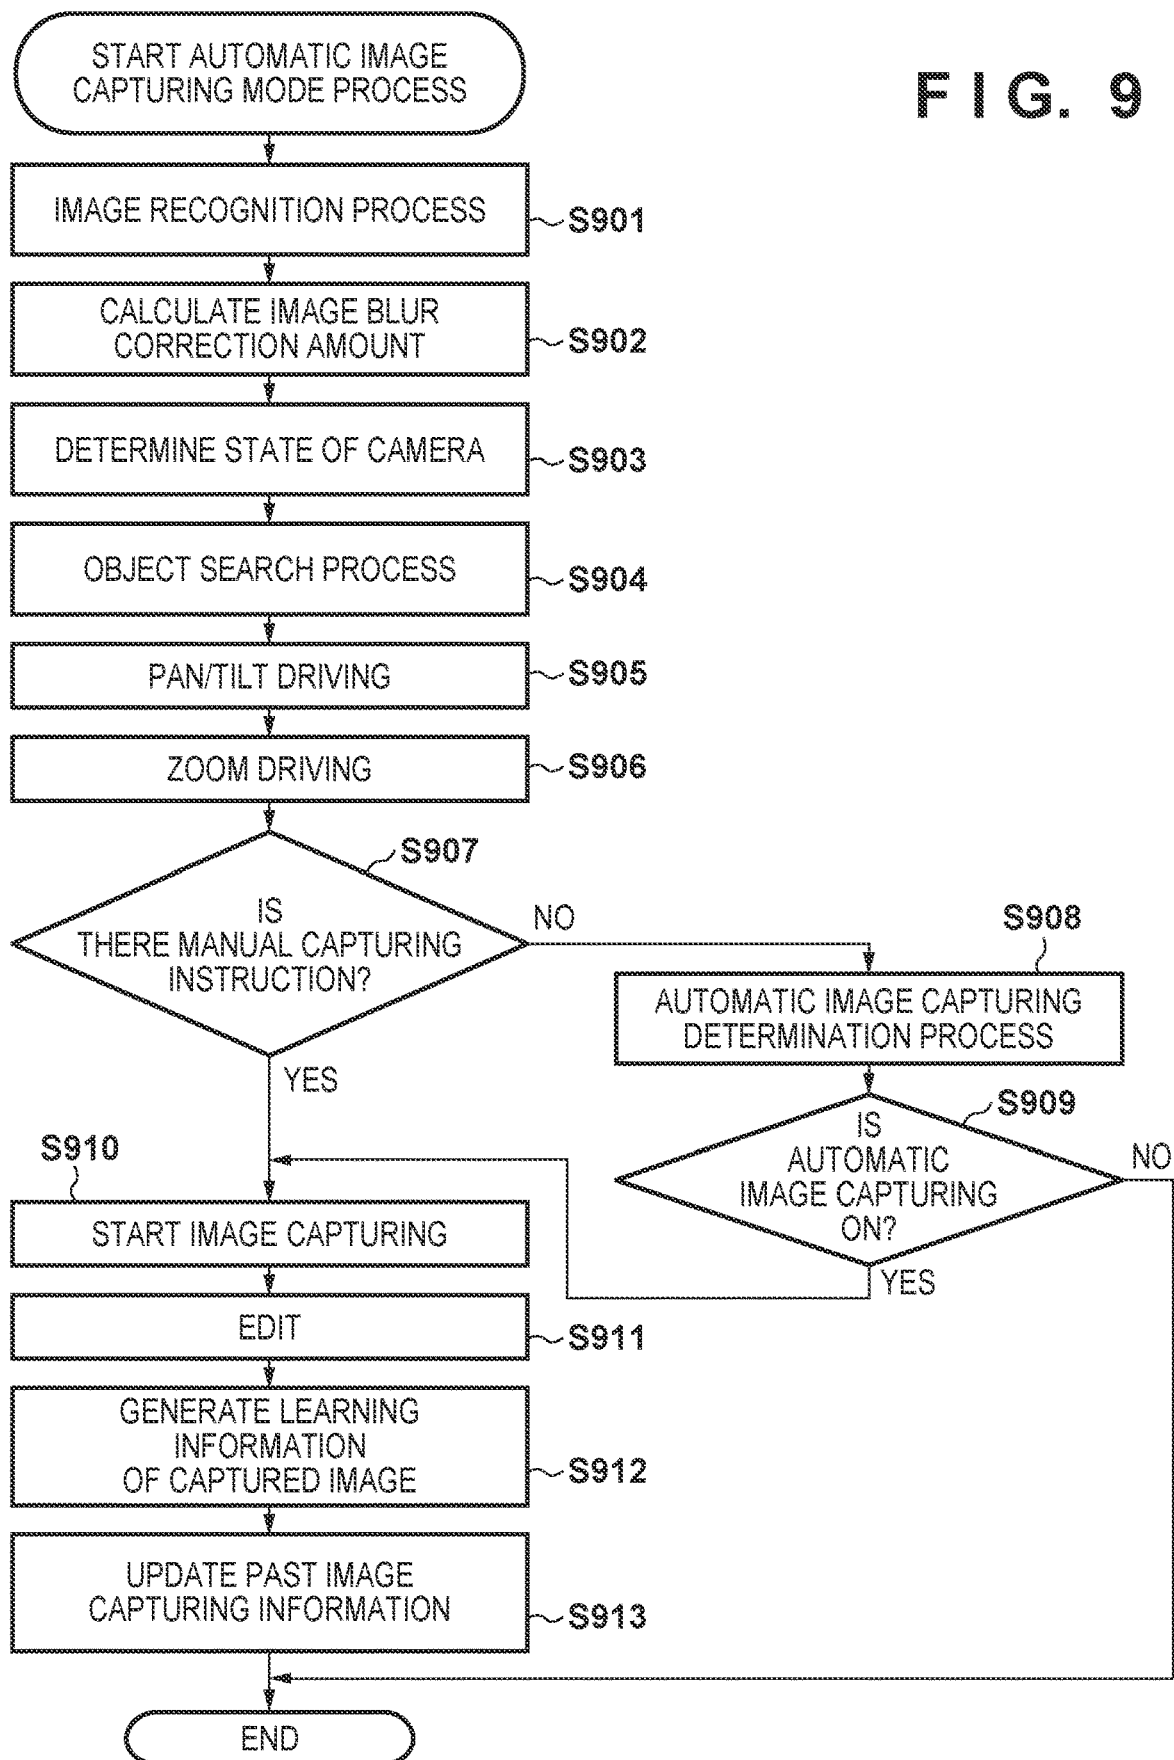 START AUTOMATIC IMAGE
CAPTURING MODE PROCESS
F I G. 9
IMAGE RECOGNITION PROCESS
S901
CALCULATE IMAGE BLUR
CORRECTION AMOUNT
S902
DETERMINE STATE OF CAMERA
S903
OBJECT SEARCH PROCESS
S904
PAN/TILT DRIVING
S905
ZOOM DRIVING
S906
S907
IS
THERE MANUAL CAPTURING
INSTRUCTION?
NO
YES
S908
AUTOMATIC IMAGE CAPTURING
DETERMINATION PROCESS
S909
IS
AUTOMATIC
IMAGE CAPTURING
ON?
NO
YES
S910
START IMAGE CAPTURING
EDIT
S911
GENERATE LEARNING
INFORMATION
OF CAPTURED IMAGE
S912
UPDATE PAST IMAGE
CAPTURING INFORMATION
S913
END